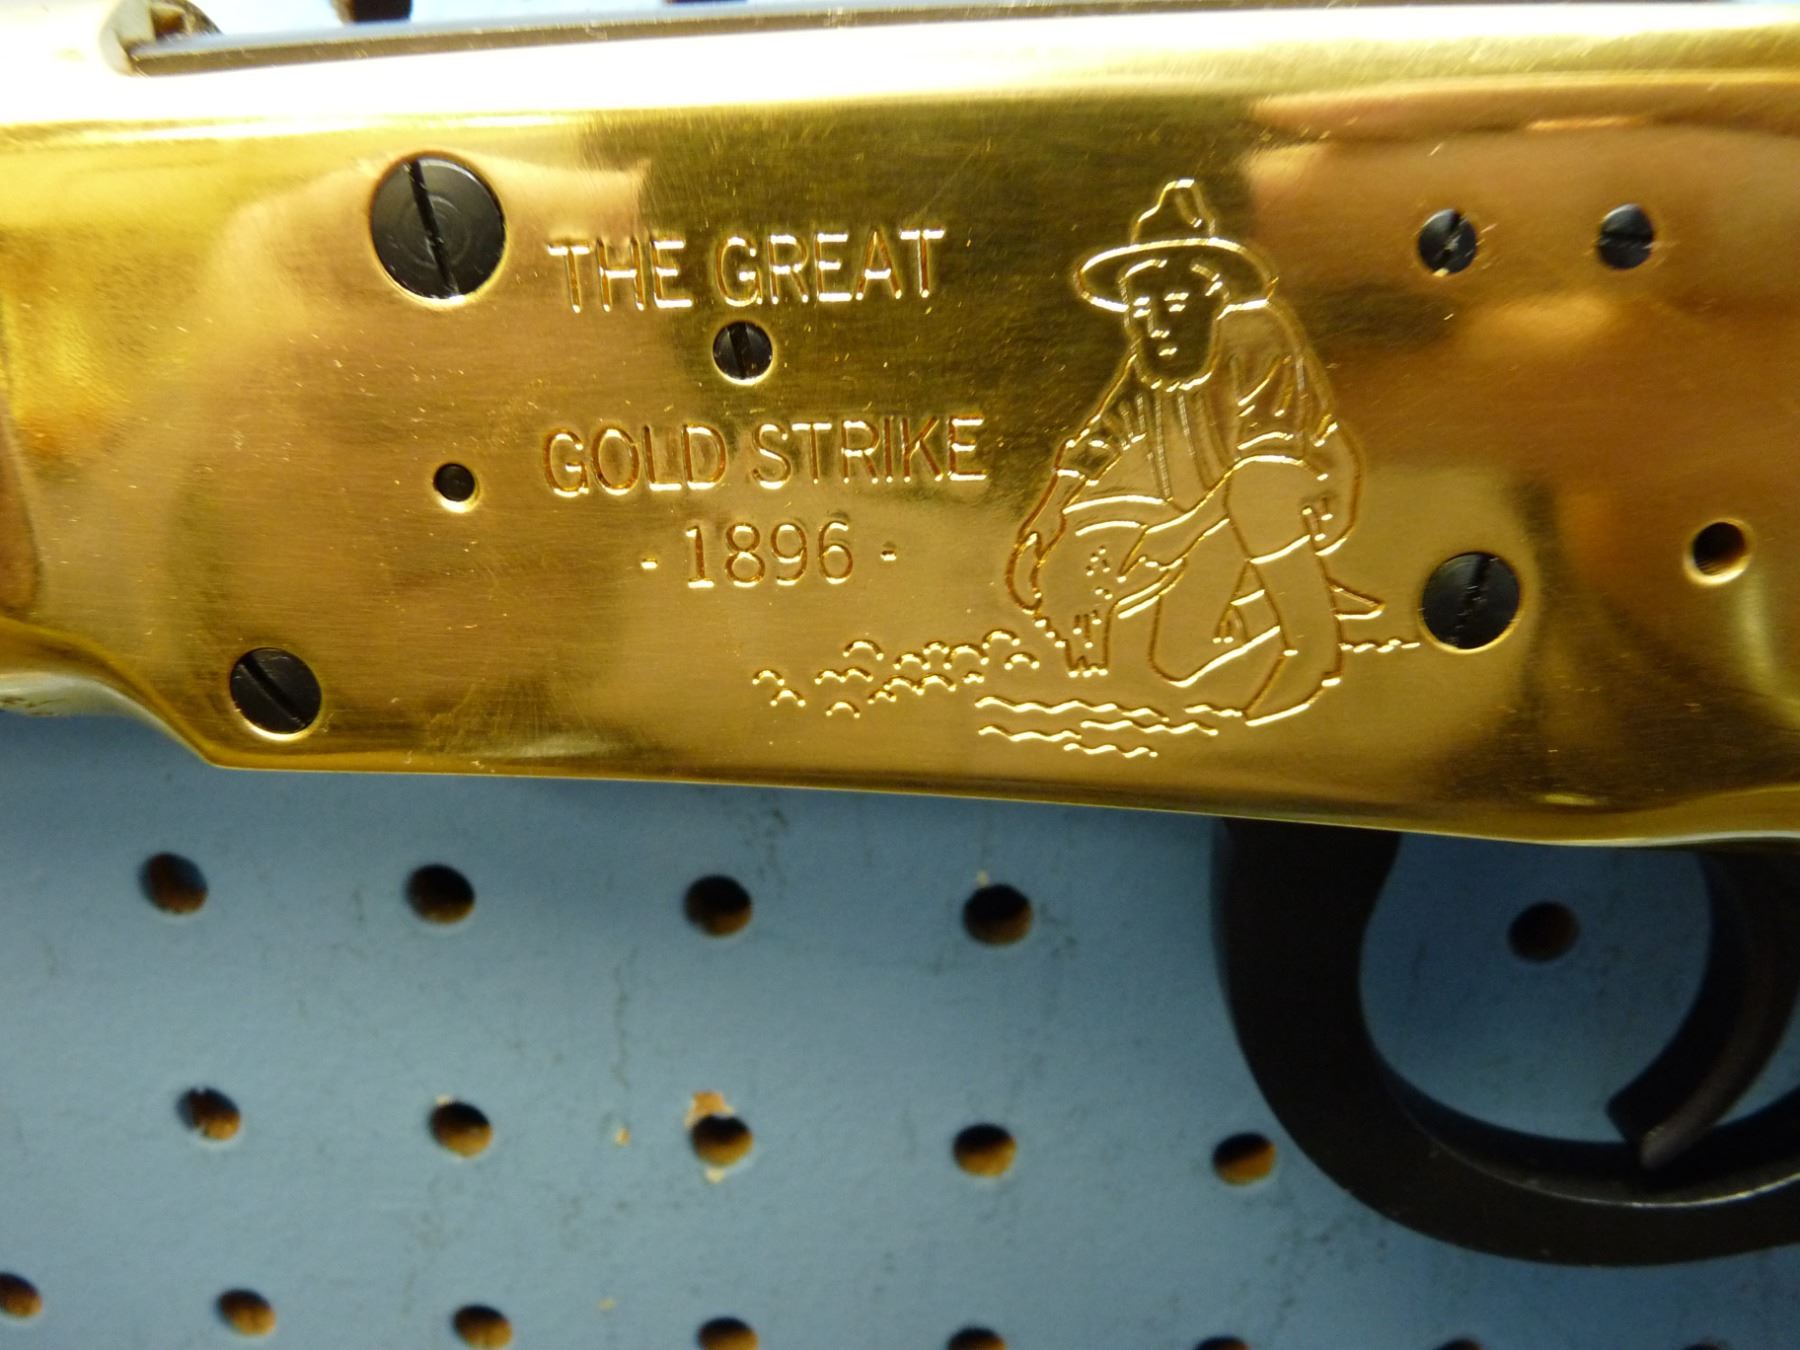 THE GREAT
GOLD STRIKE
- 1896 -